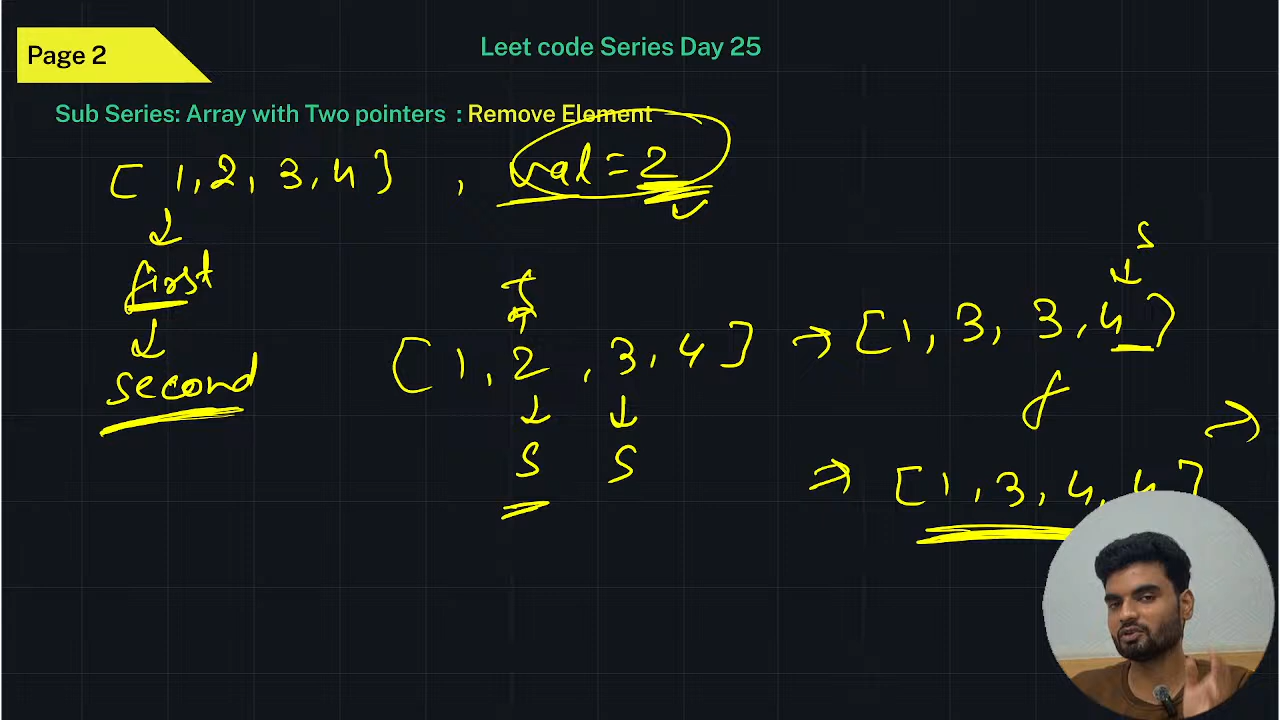 Page 2
Leet code Series Day 25
Sub Series: Array with Two pointers : Remove Element
[ 1, 2, 3, 4 ] , val = 2
first
second
f
[ 1, 2, 3, 4 ] → [ 1, 3, 3, 4 ]
s
s s
f
→ [ 1, 3, 4, 4 ]